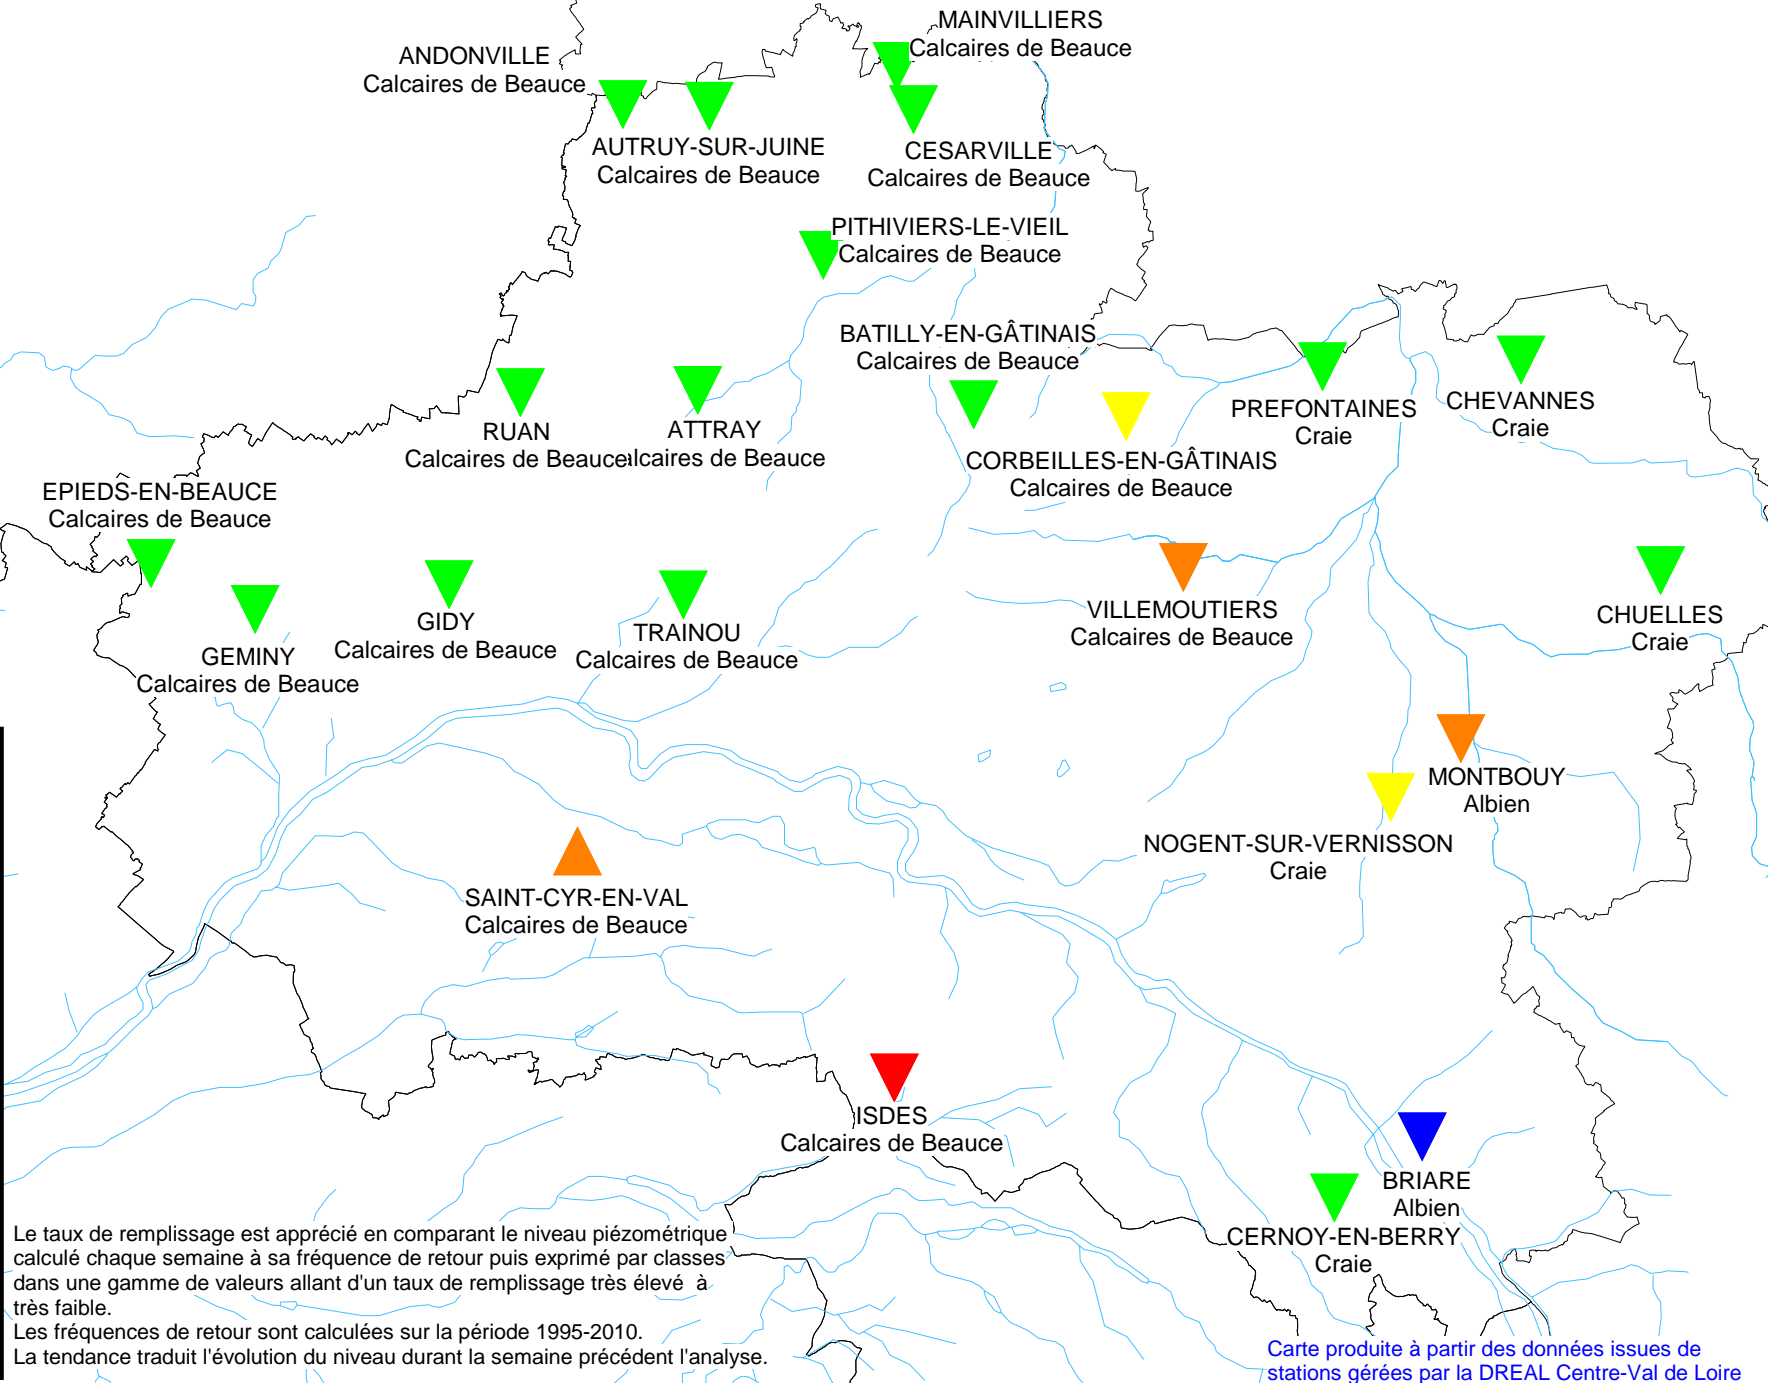 MAINVILLIERS
Calcaires de Beauce
ANDONVILLE
Calcaires de Beauce
AUTRUY-SUR-JUINE
Calcaires de Beauce
CESARVILLE
Calcaires de Beauce
PITHIVIERS-LE-VIEIL
Calcaires de Beauce
BATILLY-EN-GÂTINAIS
Calcaires de Beauce
PREFONTAINES
Craie
CHEVANNES
Craie
RUAN
Calcaires de Beauce
ATTRAY
alcaires de Beauce
CORBEILLES-EN-GÂTINAIS
Calcaires de Beauce
EPIEDS-EN-BEAUCE
Calcaires de Beauce
VILLEMOUTIERS
Calcaires de Beauce
CHUELLES
Craie
GIDY
Calcaires de Beauce
TRAINOU
Calcaires de Beauce
GEMINY
Calcaires de Beauce
MONTBOUY
Albien
NOGENT-SUR-VERNISSON
Craie
SAINT-CYR-EN-VAL
Calcaires de Beauce
ISDES
Calcaires de Beauce
BRIARE
Albien
CERNOY-EN-BERRY
Craie
Le taux de remplissage est apprécié en comparant le niveau piézométrique
calculé chaque semaine à sa fréquence de retour puis exprimé par classes
dans une gamme de valeurs allant d'un taux de remplissage très élevé à
très faible.
Les fréquences de retour sont calculées sur la période 1995-2010.
La tendance traduit l'évolution du niveau durant la semaine précédent l'analyse.
Carte produite à partir des données issues de
stations gérées par la DREAL Centre-Val de Loire